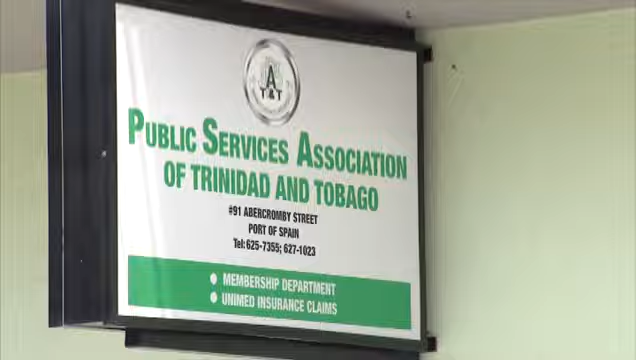 A
T&T
PUBLIC SERVICES ASSOCIATION
OF TRINIDAD AND TOBAGO
#91 ABERCROMBY STREET
PORT OF SPAIN
Tel: 625-7355; 627-1023
● MEMBERSHIP DEPARTMENT
● UNIMED INSURANCE CLAIMS